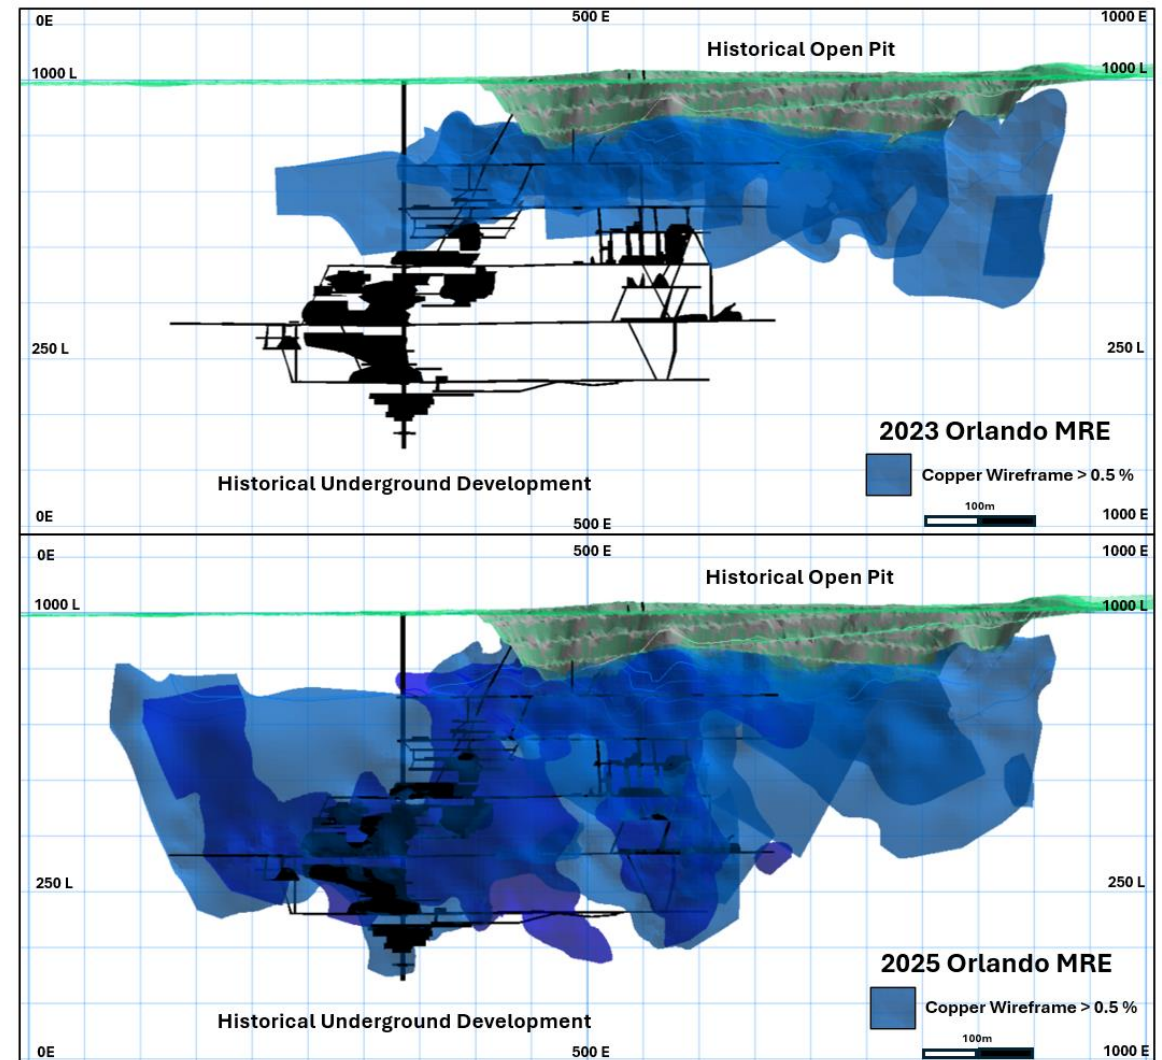 0E 500 E 1000 E
Historical Open Pit
1000 L 1000 L
250 L 250 L
2023 Orlando MRE
Copper Wireframe > 0.5 %
Historical Underground Development
100m
0E 500 E 1000 E
0E 500 E 1000 E
Historical Open Pit
1000 L 1000 L
250 L 250 L
2025 Orlando MRE
Copper Wireframe > 0.5 %
Historical Underground Development
100m
0E 500 E 1000 E